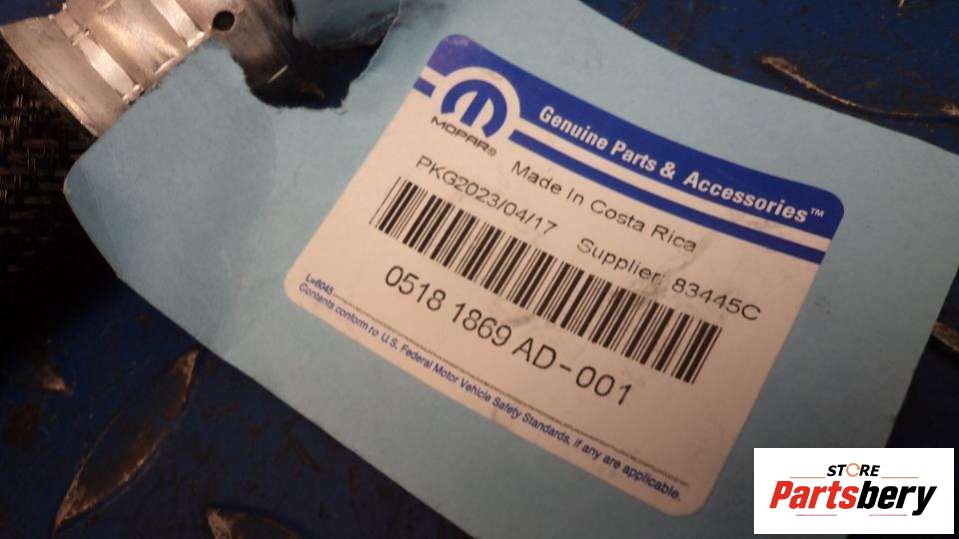 MOPAR®
Genuine Parts & Accessories™
Made In Costa Rica
PKG2023/04/17 Supplier: 83445C
0518 1869 AD-001
Contents conform to U.S. Federal Motor Vehicle Safety Standards, if any are applicable.
STORE
Partsbery